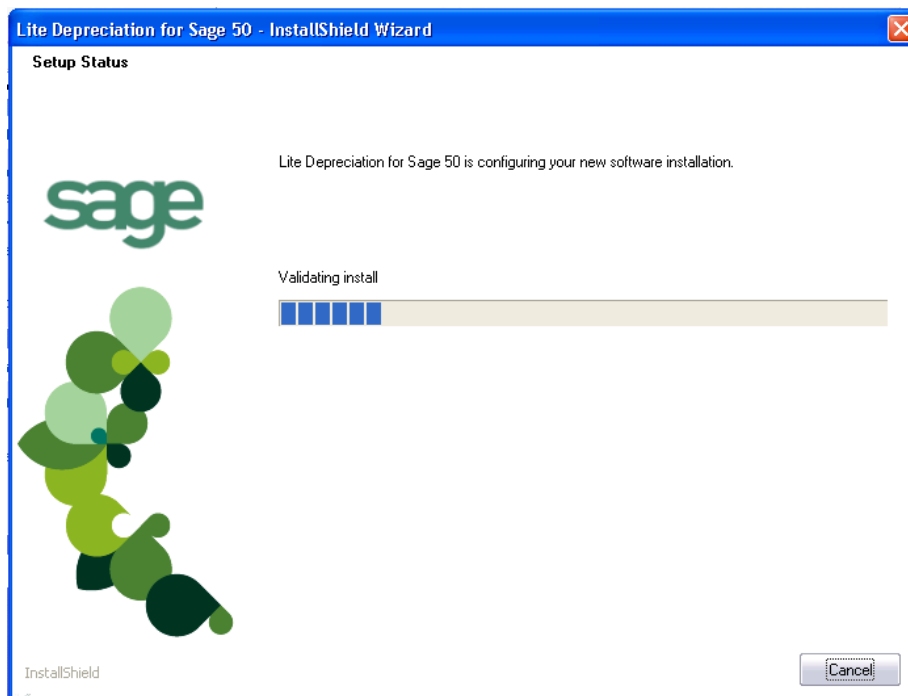 Lite Depreciation for Sage 50 - InstallShield Wizard
Setup Status
Lite Depreciation for Sage 50 is configuring your new software installation.
sage
Validating install
InstallShield
Cancel